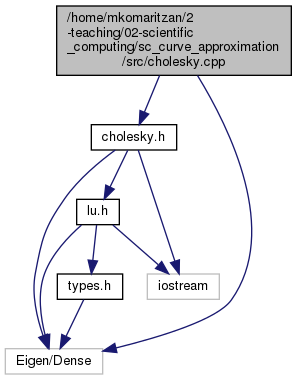 /home/mkomaritzan/2
-teaching/02-scientific
_computing/sc_curve_approximation
/src/cholesky.cpp
cholesky.h
lu.h
types.h
iostream
Eigen/Dense